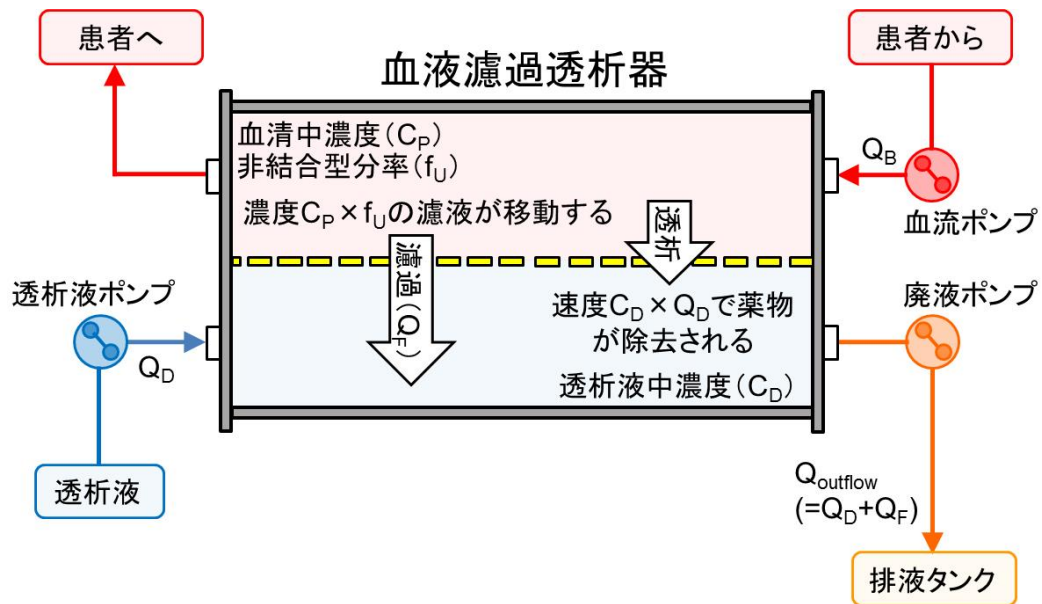 患者へ
患者から
血液濾過透析器
血清中濃度(CP)
非結合型分率(fU)
QB
濃度CP×fUの濾液が移動する
血流ポンプ
透析
濾過(QF)
透析液ポンプ
速度CD×QDで薬物
が除去される
廃液ポンプ
QD
透析液中濃度(CD)
透析液
Qoutflow
(=QD+QF)
排液タンク